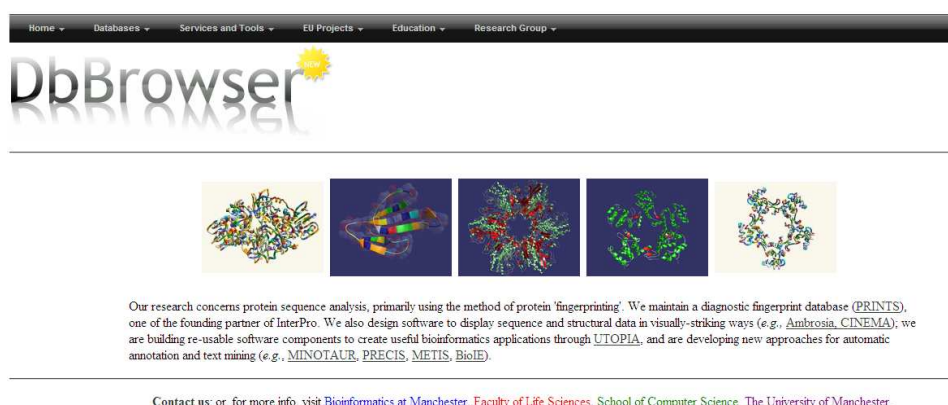 Home Databases Services and Tools EU Projects Education Research Group
DbBrowser
NEW
Our research concerns protein sequence analysis, primarily using the method of protein 'fingerprinting'. We maintain a diagnostic fingerprint database (PRINTS),
one of the founding partner of InterPro. We also design software to display sequence and structural data in visually-striking ways (e.g., Ambrosia, CINEMA); we
are building re-usable software components to create useful bioinformatics applications through UTOPIA, and are developing new approaches for automatic
annotation and text mining (e.g., MINOTAUR, PRECIS, METIS, BioIE).
Contact us: or, for more info, visit Bioinformatics at Manchester, Faculty of Life Sciences, School of Computer Science, The University of Manchester